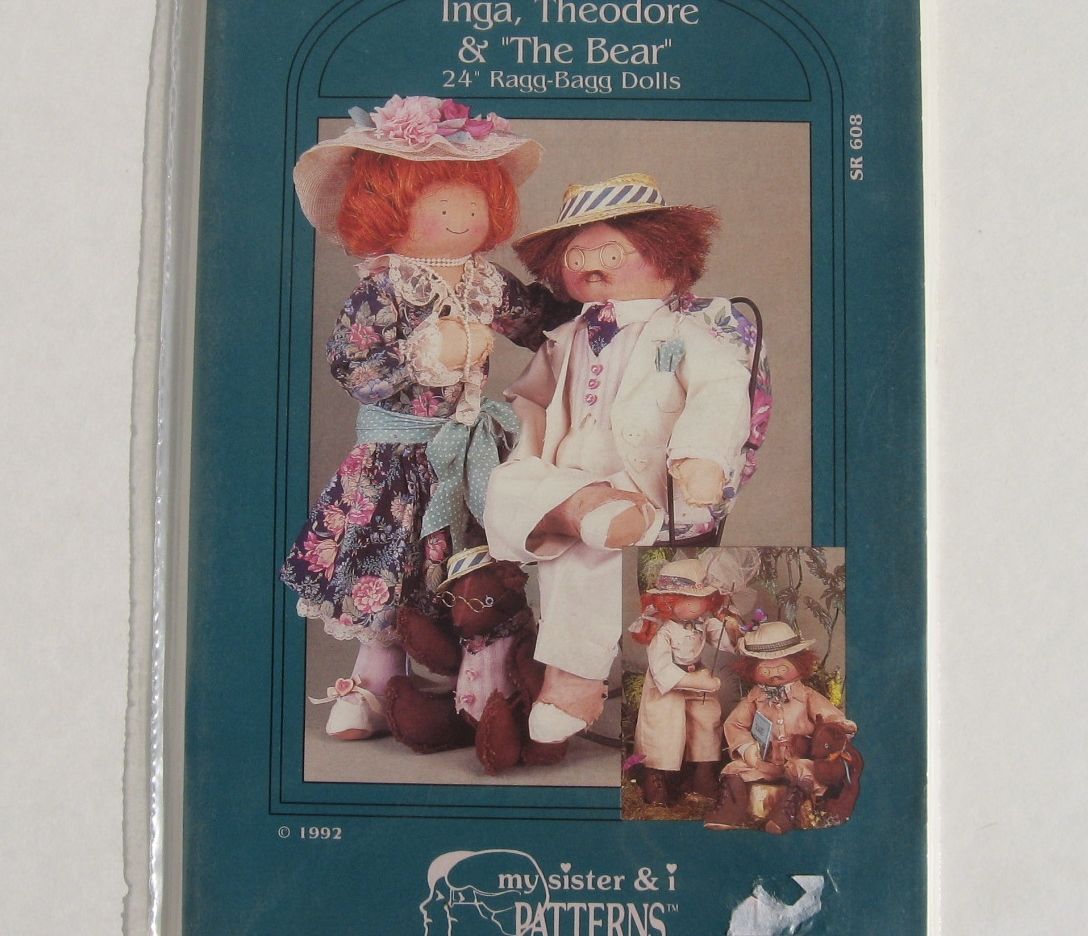 Inga, Theodore
& "The Bear"
24" Ragg-Bagg Dolls
SR 608
© 1992
my sister & i
PATTERNS™